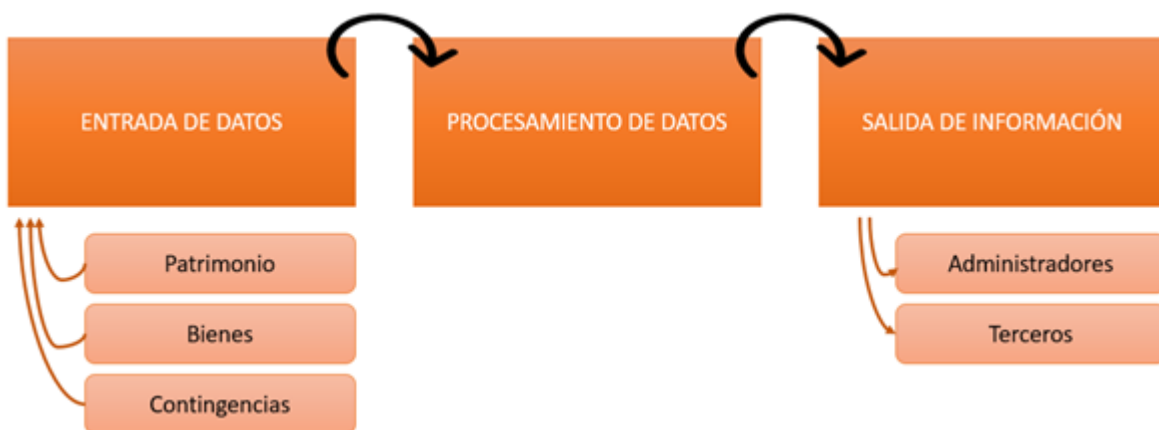 ENTRADA DE DATOS
PROCESAMIENTO DE DATOS
SALIDA DE INFORMACIÓN
Patrimonio
Bienes
Contingencias
Administradores
Terceros